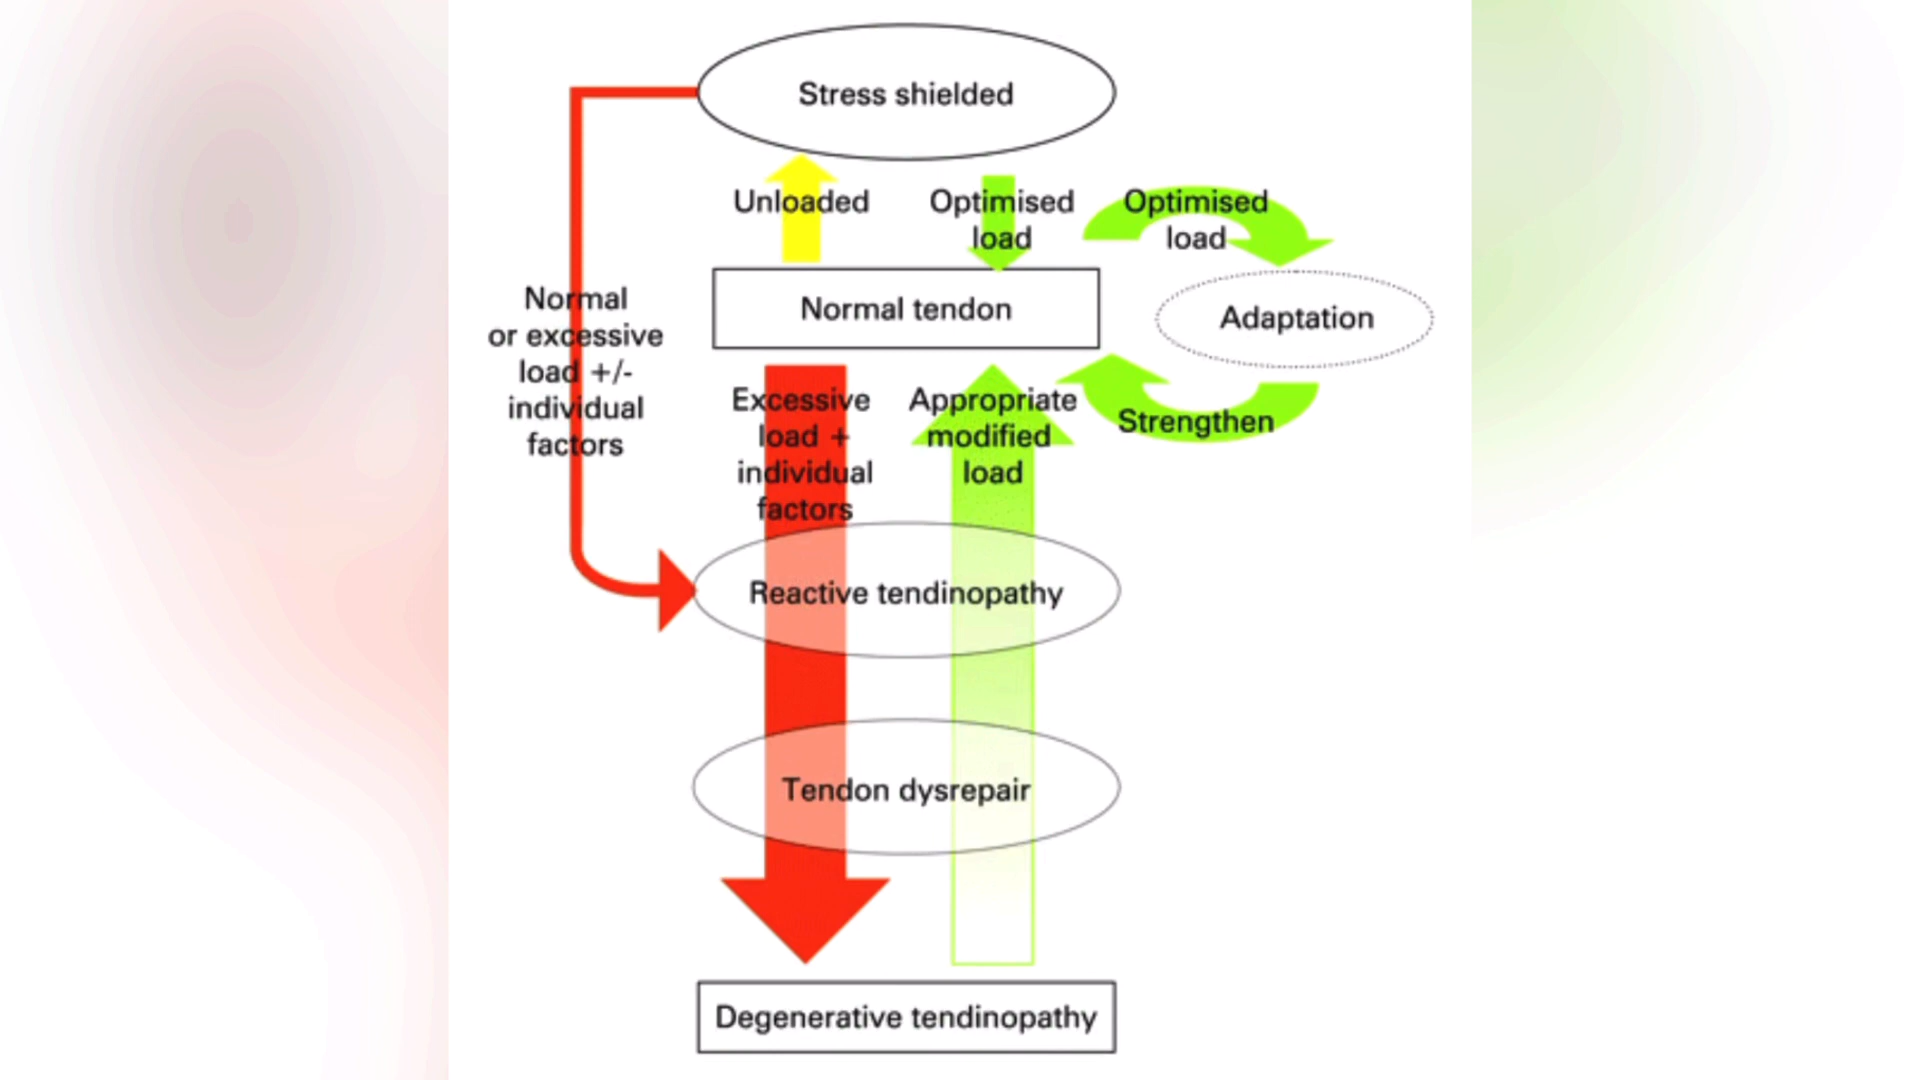 Stress shielded
Unloaded
Optimised
load
Optimised
load
Normal
or excessive
load +/-
individual
factors
Normal tendon
Adaptation
Excessive
load +
individual
factors
Appropriate
modified
load
Strengthen
Reactive tendinopathy
Tendon dysrepair
Degenerative tendinopathy